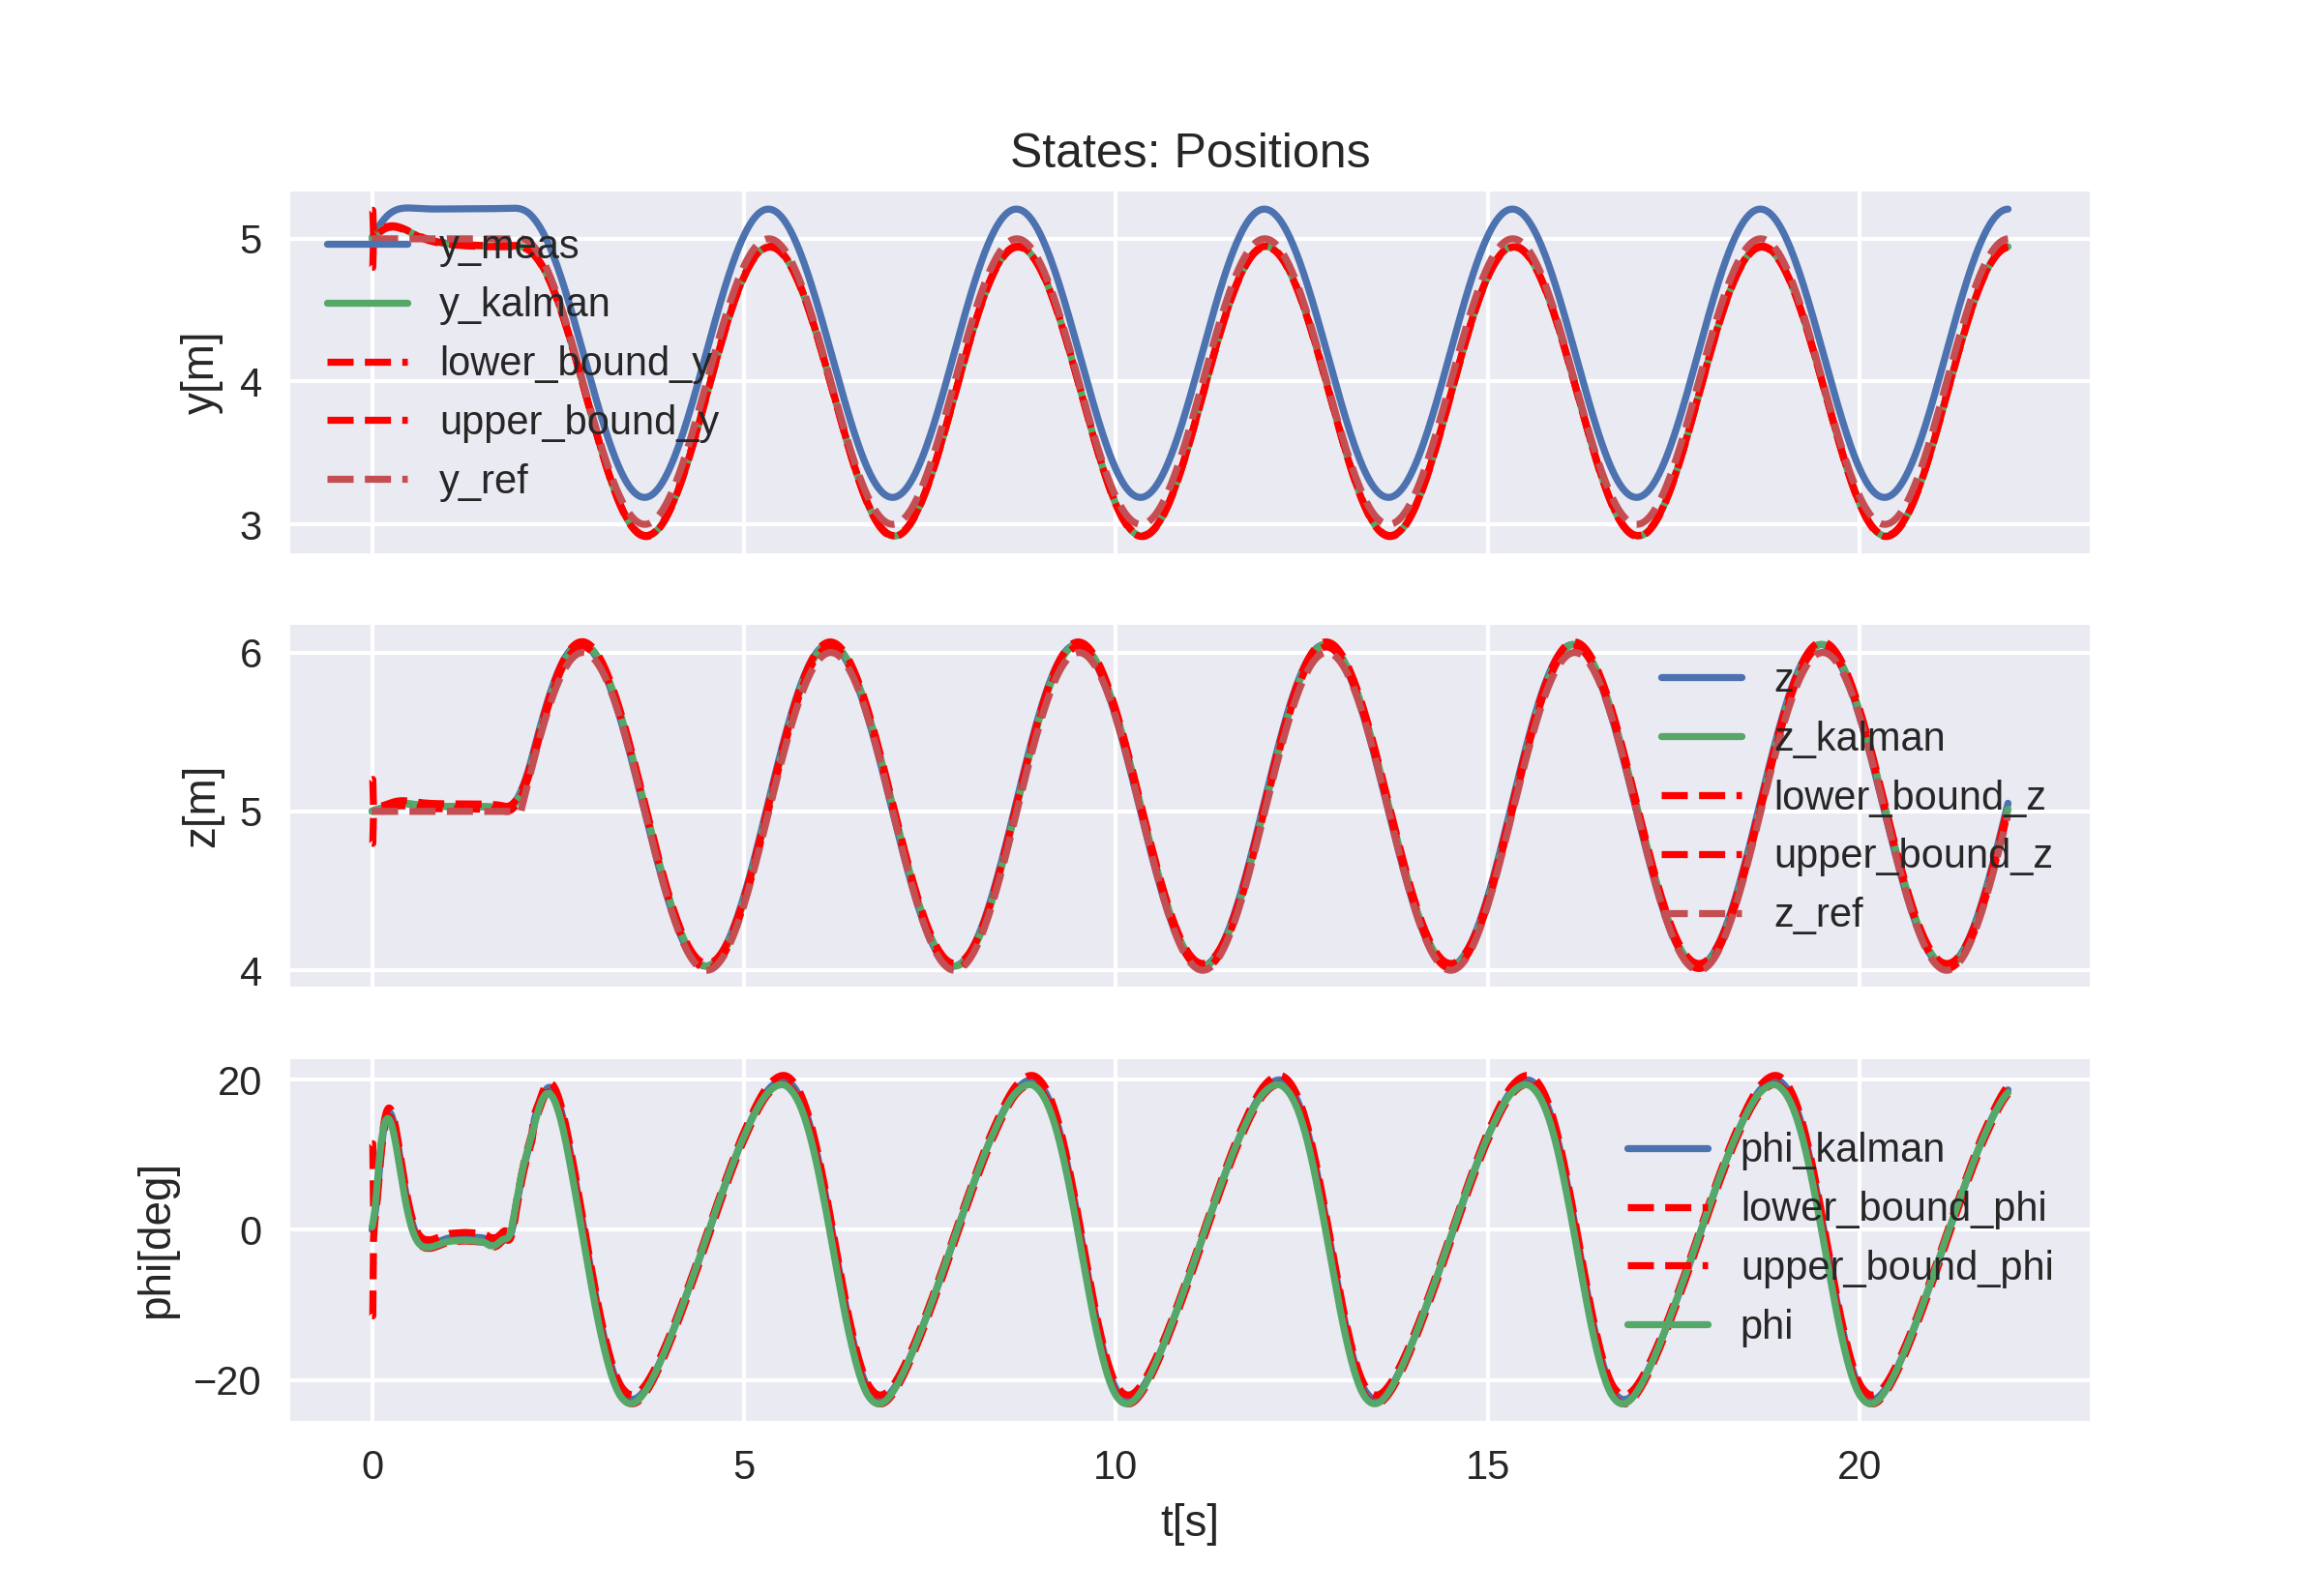 States: Positions
y[m]
5
4
3
y_meas
y_kalman
lower_bound_y
upper_bound_y
y_ref
z[m]
6
5
4
z
z_kalman
lower_bound_z
upper_bound_z
z_ref
phi[deg]
20
0
−20
phi_kalman
lower_bound_phi
upper_bound_phi
phi
0 5 10 15 20
t[s]